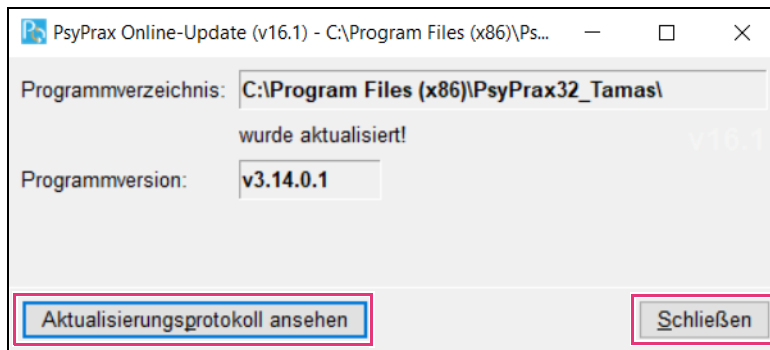 PsyPrax Online-Update (v16.1) - C:\Program Files (x86)\Ps...
Programmverzeichnis: C:\Program Files (x86)\PsyPrax32_Tamas\
wurde aktualisiert!
v16.1
Programmversion: v3.14.0.1
Aktualisierungsprotokoll ansehen Schließen